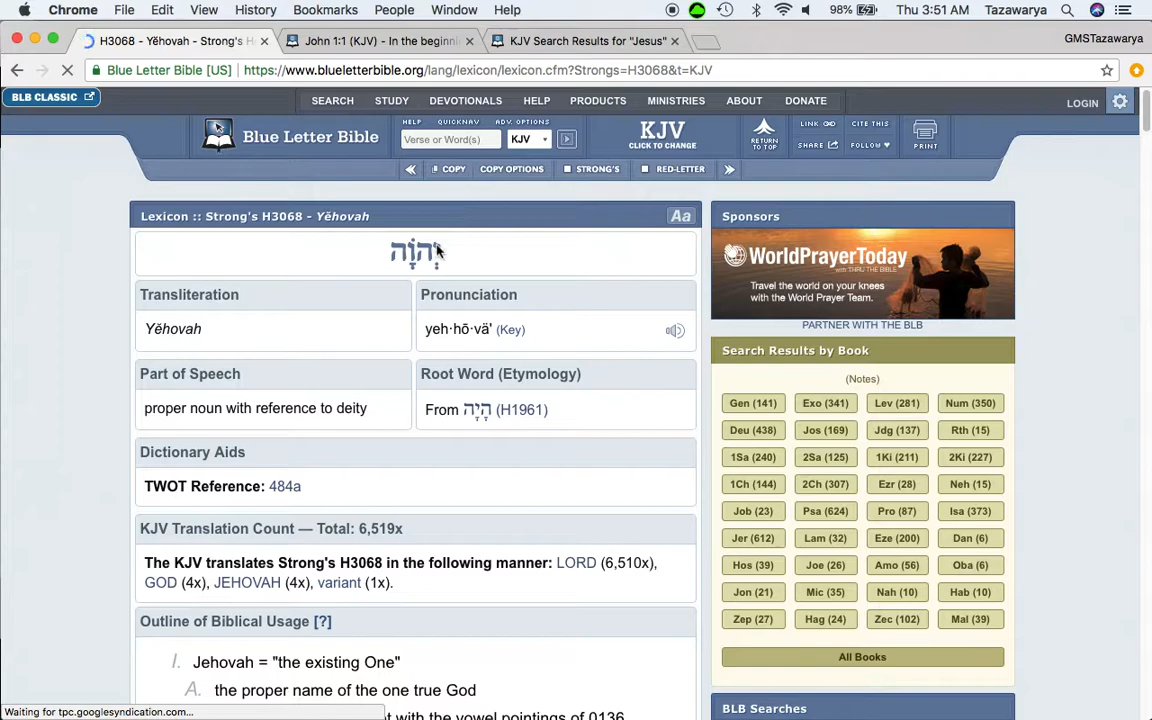 Chrome File Edit View History Bookmarks People Window Help 98% Thu 3:51 AM Tazawarya
H3068 - Yĕhovah - Strong's H John 1:1 (KJV) - In the beginni KJV Search Results for "Jesus" GMSTazawarya
Blue Letter Bible [US] https://www.blueletterbible.org/lang/lexicon/lexicon.cfm?Strongs=H3068&t=KJV
BLB CLASSIC SEARCH STUDY DEVOTIONALS HELP PRODUCTS MINISTRIES ABOUT DONATE LOGIN
Blue Letter Bible
HELP QUICKNAV ADV. OPTIONS
Verse or Word(s) KJV
KJV
CLICK TO CHANGE
RETURN
TO TOP
LINK CITE THIS
SHARE FOLLOW
PRINT
COPY COPY OPTIONS STRONG'S RED-LETTER
Lexicon :: Strong's H3068 - Yĕhovah Aa
יְהֹוָה
Transliteration
Yĕhovah
Pronunciation
yeh·hō·vä' (Key)
Part of Speech
proper noun with reference to deity
Root Word (Etymology)
From הָיָה (H1961)
Dictionary Aids
TWOT Reference: 484a
KJV Translation Count — Total: 6,519x
The KJV translates Strong's H3068 in the following manner: LORD (6,510x),
GOD (4x), JEHOVAH (4x), variant (1x).
Outline of Biblical Usage [?]
I. Jehovah = "the existing One"
A. the proper name of the one true God
t with the vowel pointings of 0136
Sponsors
WorldPrayerToday
with THRU THE BIBLE
Travel the world on your knees
with the World Prayer Team.
PARTNER WITH THE BLB
Search Results by Book
(Notes)
Gen (141) Exo (341) Lev (281) Num (350)
Deu (438) Jos (169) Jdg (137) Rth (15)
1Sa (240) 2Sa (125) 1Ki (211) 2Ki (227)
1Ch (144) 2Ch (307) Ezr (28) Neh (15)
Job (23) Psa (624) Pro (87) Isa (373)
Jer (612) Lam (32) Eze (200) Dan (6)
Hos (39) Joe (26) Amo (56) Oba (6)
Jon (21) Mic (35) Nah (10) Hab (10)
Zep (27) Hag (24) Zec (102) Mal (39)
All Books
BLB Searches
Waiting for tpc.googlesyndication.com...